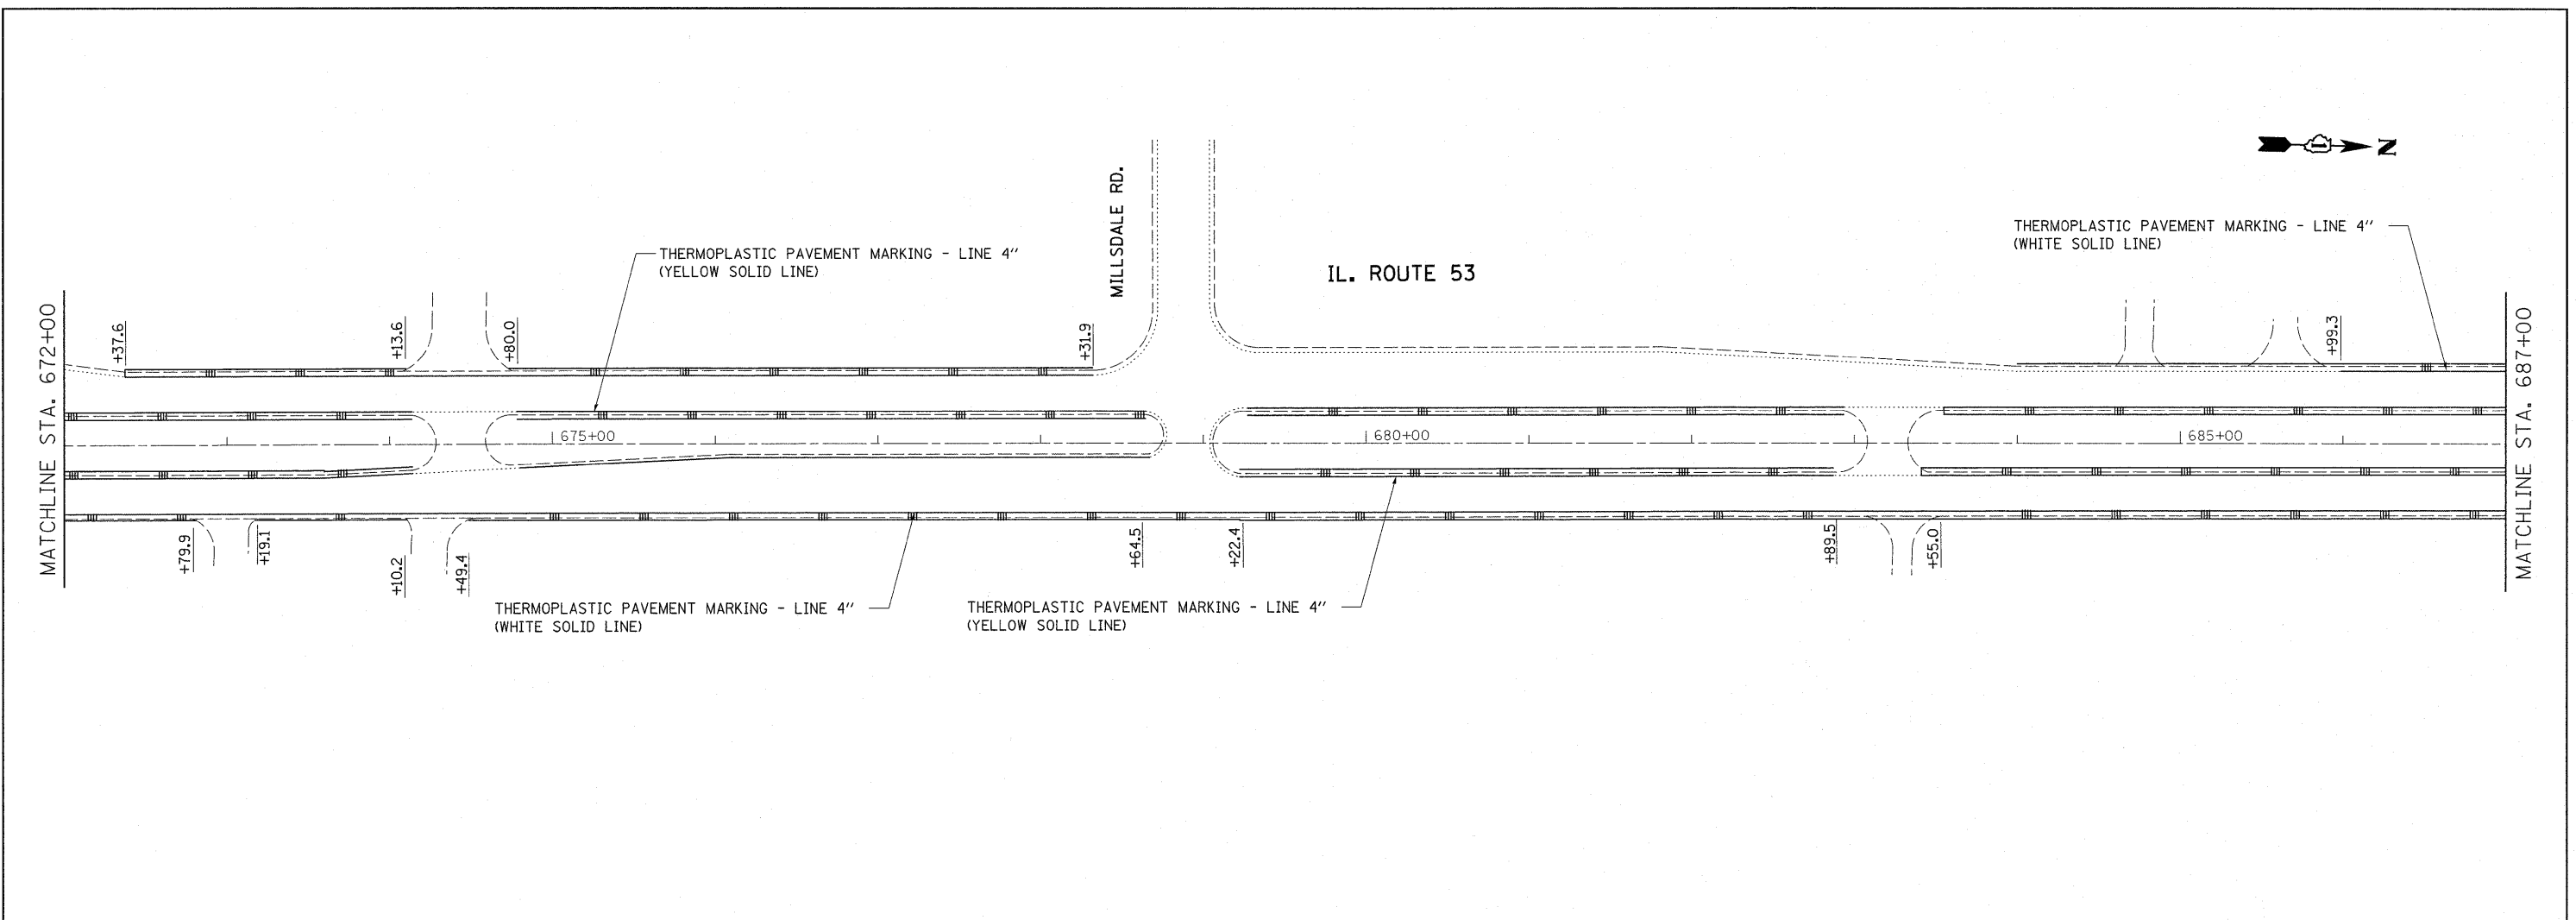 N
THERMOPLASTIC PAVEMENT MARKING - LINE 4"
(WHITE SOLID LINE)
THERMOPLASTIC PAVEMENT MARKING - LINE 4"
(YELLOW SOLID LINE)
MILLSDALE RD.
IL. ROUTE 53
MATCHLINE STA. 672+00
+37.6
+13.6
+80.0
+31.9
+99.3
MATCHLINE STA. 687+00
675+00
680+00
685+00
+79.9
+19.1
+10.2
+49.4
+64.5
+22.4
+89.5
+55.0
THERMOPLASTIC PAVEMENT MARKING - LINE 4"
(WHITE SOLID LINE)
THERMOPLASTIC PAVEMENT MARKING - LINE 4"
(YELLOW SOLID LINE)